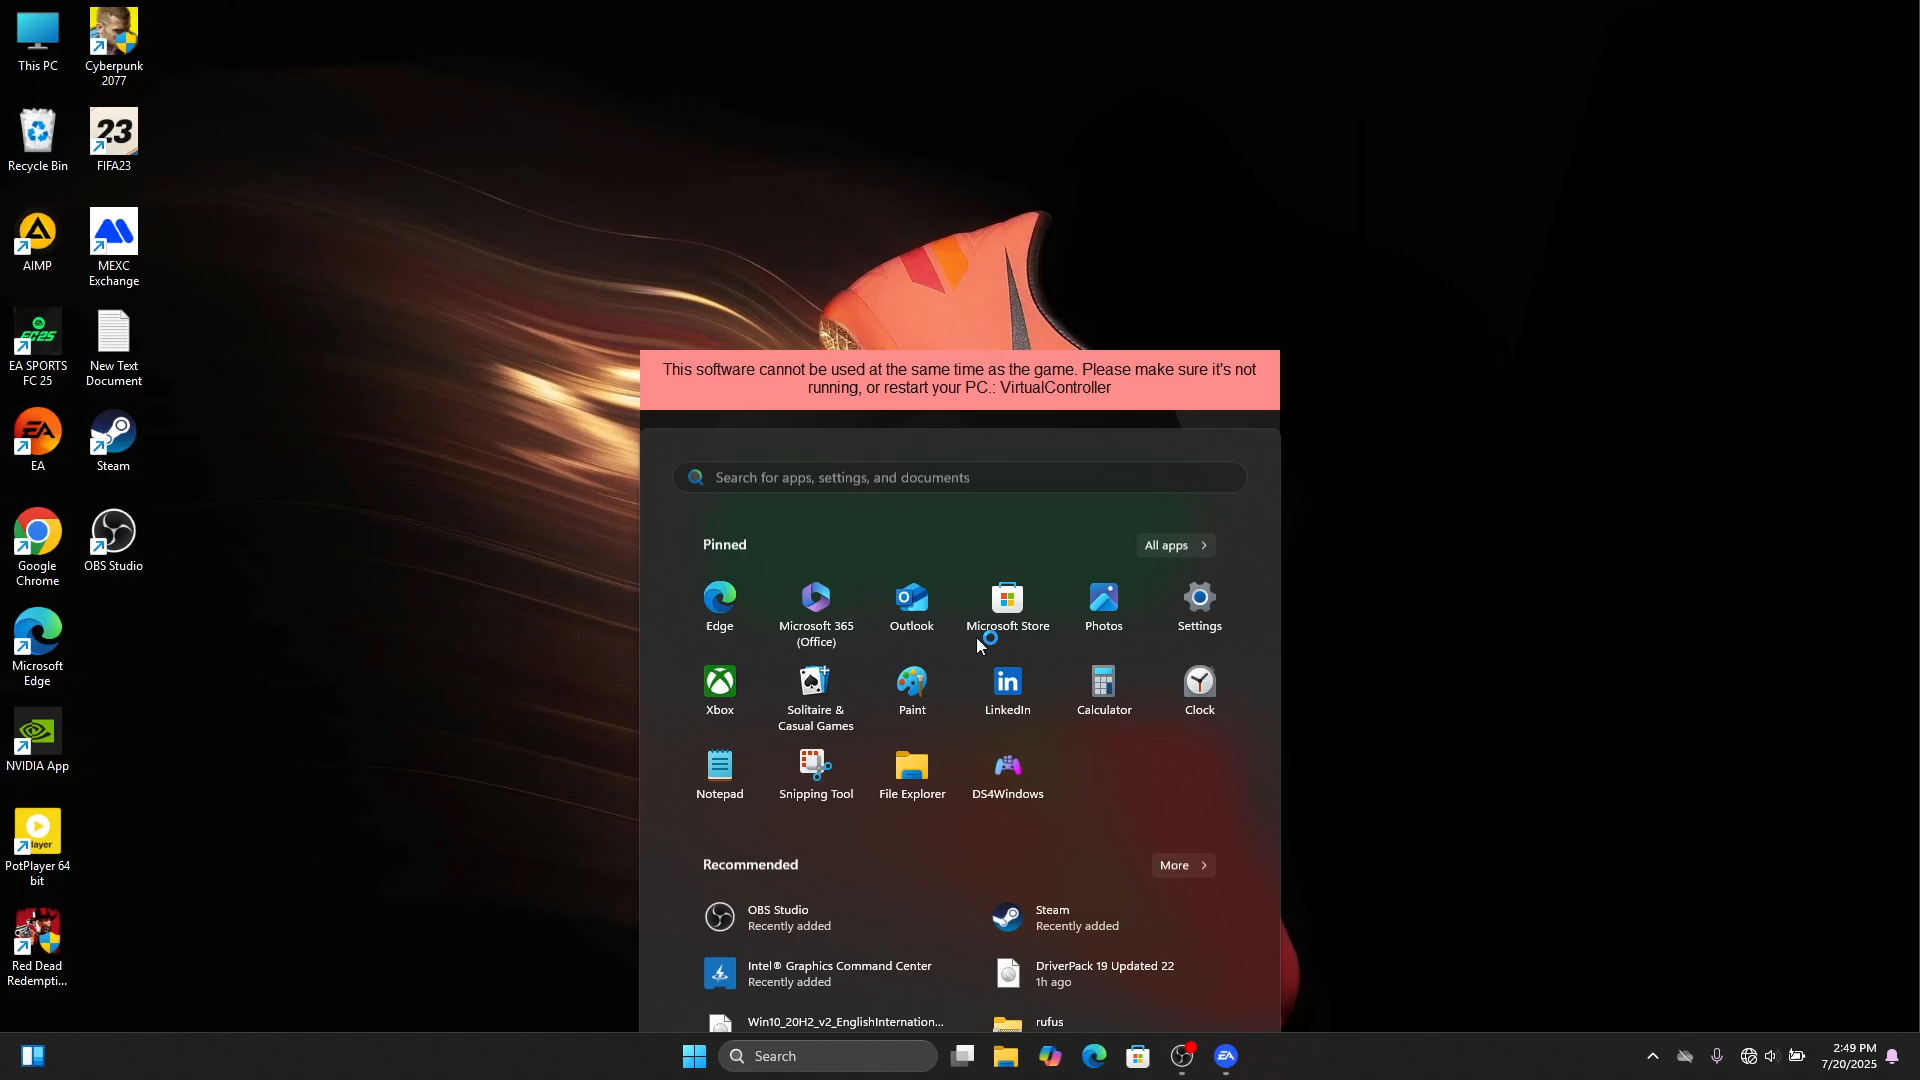 This PC
Cyberpunk
2077
Recycle Bin
23
FIFA23
AIMP
MEXC
Exchange
EA SPORTS
FC 25
New Text
Document
EA
Steam
Google
Chrome
OBS Studio
Microsoft
Edge
NVIDIA App
PotPlayer 64
bit
Red Dead
Redempti...
This software cannot be used at the same time as the game. Please make sure it's not
running, or restart your PC.: VirtualController
Search for apps, settings, and documents
Pinned
All apps
Edge
Microsoft 365
(Office)
Outlook
Microsoft Store
Photos
Settings
Xbox
Solitaire &
Casual Games
Paint
LinkedIn
Calculator
Clock
Notepad
Snipping Tool
File Explorer
DS4Windows
Recommended
More
OBS Studio
Recently added
Steam
Recently added
Intel® Graphics Command Center
Recently added
DriverPack 19 Updated 22
1h ago
Win10_20H2_v2_EnglishInternation...
rufus
Search
2:49 PM
7/20/2025